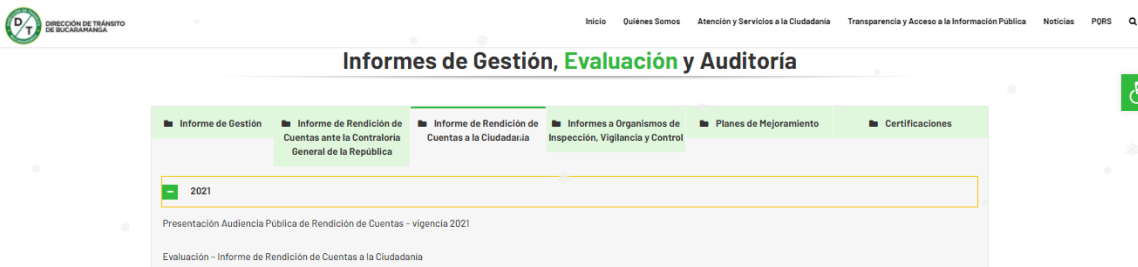 DIRECCIÓN DE TRÁNSITO
DE BUCARAMANGA
Inicio Quiénes Somos Atención y Servicios a la Ciudadania Transparencia y Acceso a la Información Pública Noticias PQRS
Informes de Gestión, Evaluación y Auditoría
Informe de Gestión
Informe de Rendición de
Cuentas ante la Contraloría
General de la República
Informe de Rendición de
Cuentas a la Ciudadanía
Informes a Organismos de
Inspección, Vigilancia y Control
Planes de Mejoramiento
Certificaciones
2021
Presentación Audiencia Pública de Rendición de Cuentas – vigencia 2021
Evaluación – Informe de Rendición de Cuentas a la Ciudadanía